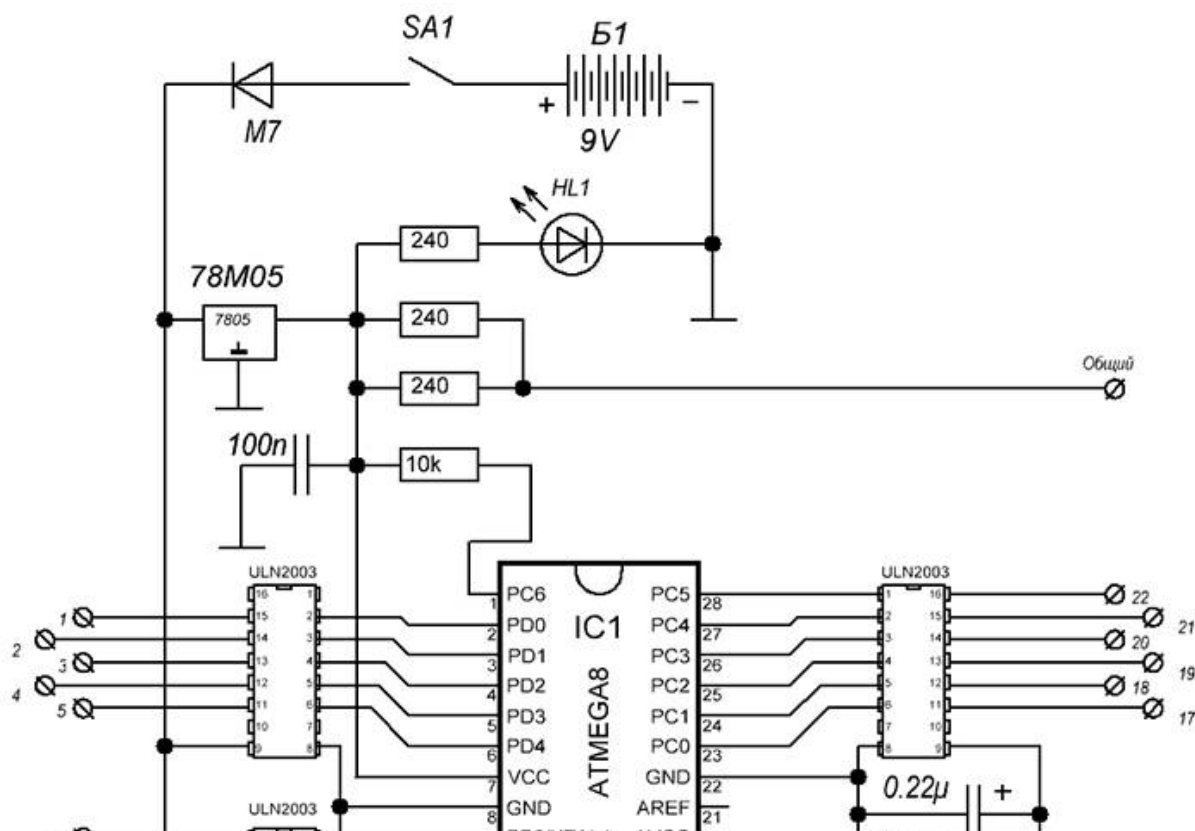 SA1
Б1
M7
+
−
9V
HL1
240
78M05
7805
240
240
Общий
100n
10k
ULN2003
ULN2003
16 1
15 2
14 3
13 4
12 5
11 6
10 7
9 8
1
2
3
4
5
IC1
ATMEGA8
PC6 PC5
1 28
PD0 PC4
2 27
PD1 PC3
3 26
PD2 PC2
4 25
PD3 PC1
5 24
PD4 PC0
6 23
VCC GND
7 22
GND AREF
8 21
1 16
2 15
3 14
4 13
5 12
6 11
7 10
8 9
22
21
20
19
18
17
0.22µ +
ULN2003